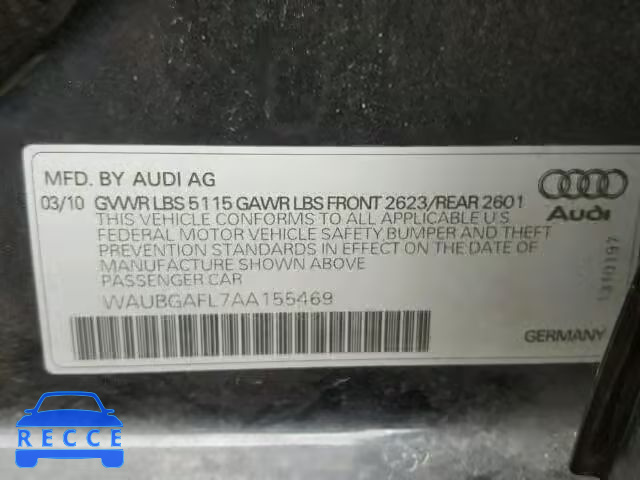 MFD. BY AUDI AG
03/10 GVWR LBS 5115 GAWR LBS FRONT 2623/REAR 2601
THIS VEHICLE CONFORMS TO ALL APPLICABLE U.S.
FEDERAL MOTOR VEHICLE SAFETY BUMPER AND THEFT
PREVENTION STANDARDS IN EFFECT ON THE DATE OF
MANUFACTURE SHOWN ABOVE
PASSENGER CAR
WAUBGAFL7AA155469
Audi
1310197
GERMANY
RECCE